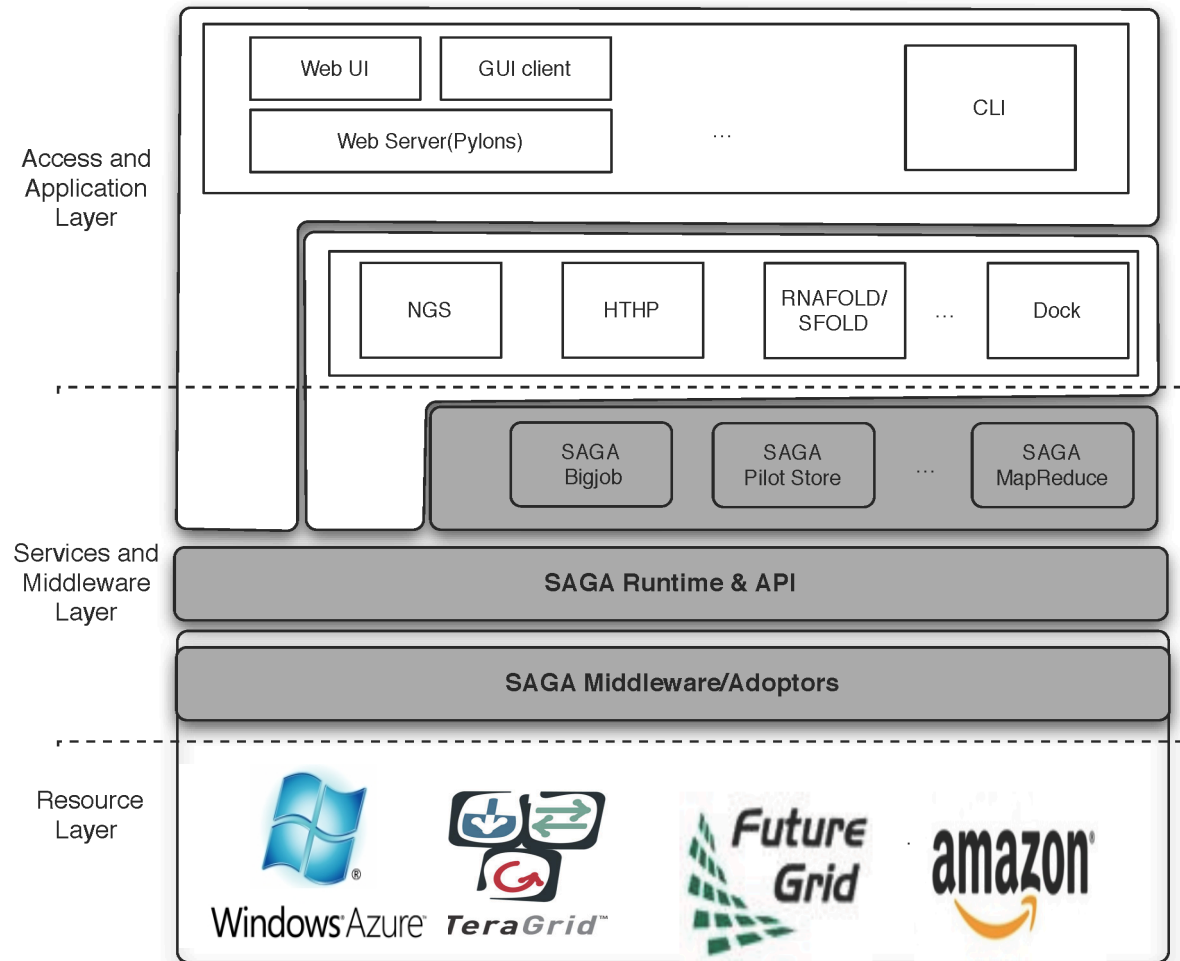 Web UI
GUI client
Web Server(Pylons)
...
CLI
Access and
Application
Layer
NGS
HTHP
RNAFOLD/
SFOLD
...
Dock
SAGA
Bigjob
SAGA
Pilot Store
...
SAGA
MapReduce
Services and
Middleware
Layer
SAGA Runtime & API
SAGA Middleware/Adoptors
Resource
Layer
®
Windows Azure™
TeraGrid™
Future
Grid
amazon®